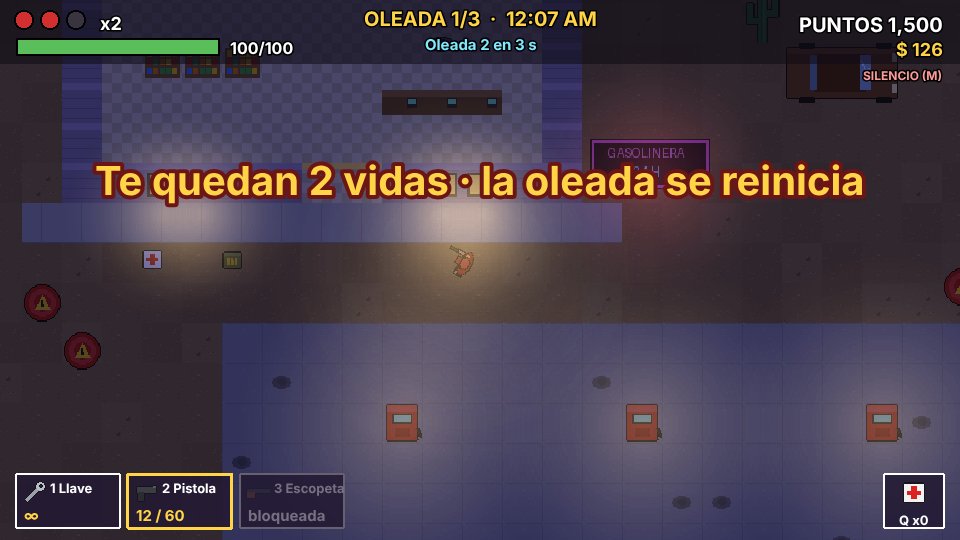 x2
100/100
OLEADA 1/3 · 12:07 AM
Oleada 2 en 3 s
PUNTOS 1,500
$ 126
SILENCIO (M)
GASOLINERA
Te quedan 2 vidas · la oleada se reinicia
1 Llave
∞
2 Pistola
12 / 60
3 Escopeta
bloqueada
Q x0